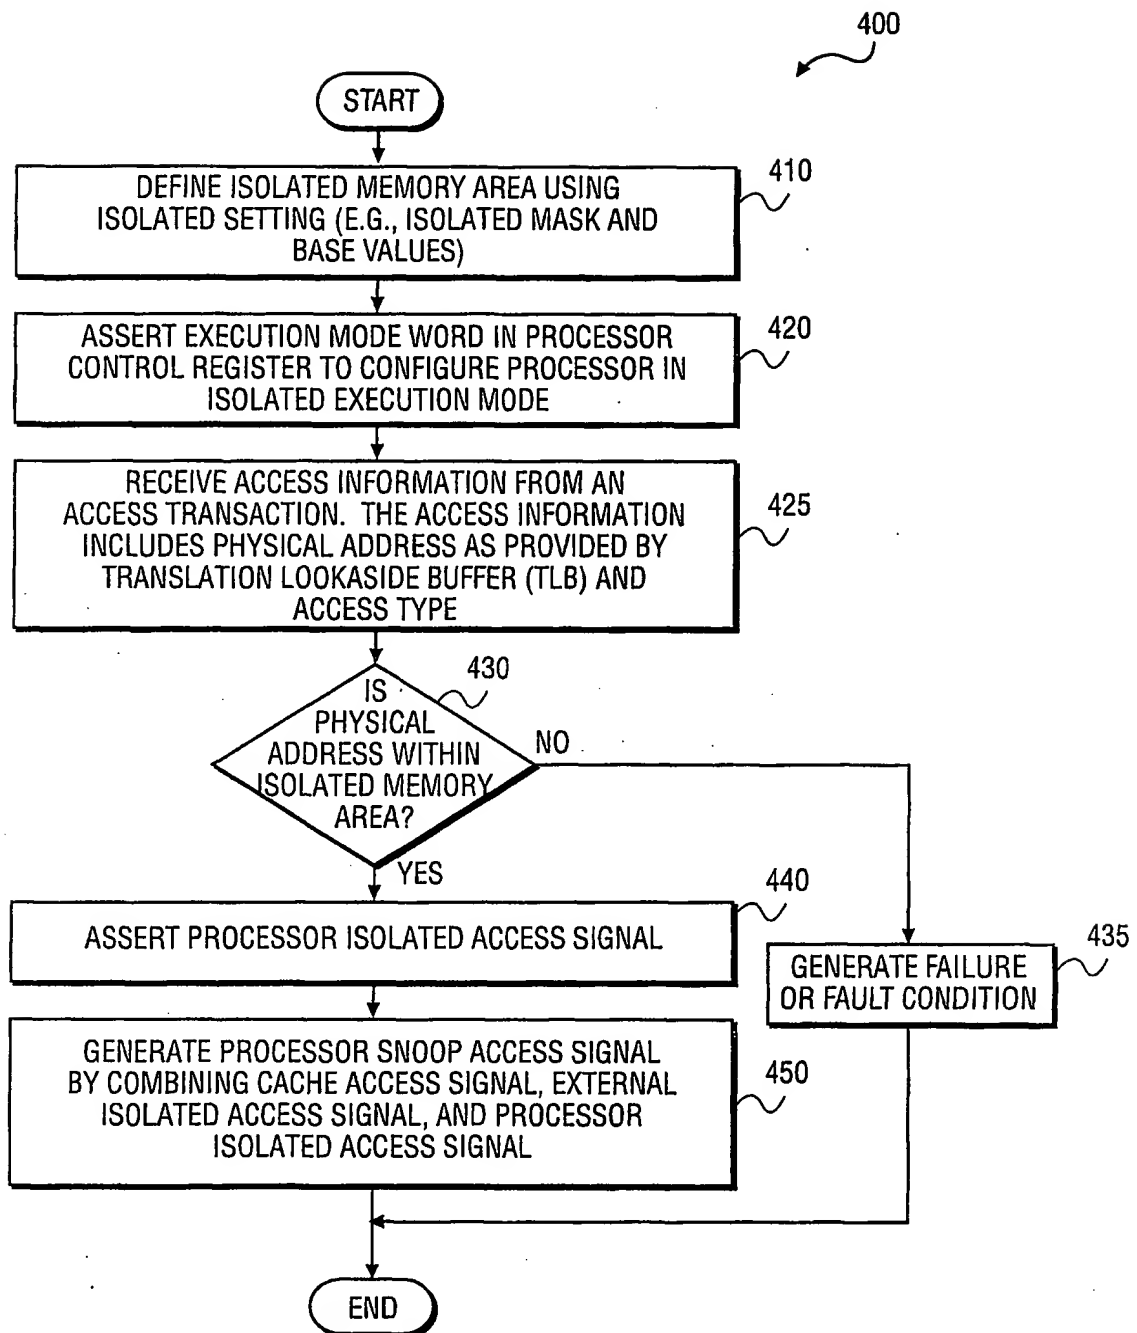 400
START
410
DEFINE ISOLATED MEMORY AREA USING
ISOLATED SETTING (E.G., ISOLATED MASK AND
BASE VALUES)
420
ASSERT EXECUTION MODE WORD IN PROCESSOR
CONTROL REGISTER TO CONFIGURE PROCESSOR IN
ISOLATED EXECUTION MODE
425
RECEIVE ACCESS INFORMATION FROM AN
ACCESS TRANSACTION. THE ACCESS INFORMATION
INCLUDES PHYSICAL ADDRESS AS PROVIDED BY
TRANSLATION LOOKASIDE BUFFER (TLB) AND
ACCESS TYPE
430
IS
PHYSICAL
ADDRESS WITHIN
ISOLATED MEMORY
AREA?
NO
YES
440
ASSERT PROCESSOR ISOLATED ACCESS SIGNAL
435
GENERATE FAILURE
OR FAULT CONDITION
450
GENERATE PROCESSOR SNOOP ACCESS SIGNAL
BY COMBINING CACHE ACCESS SIGNAL, EXTERNAL
ISOLATED ACCESS SIGNAL, AND PROCESSOR
ISOLATED ACCESS SIGNAL
END